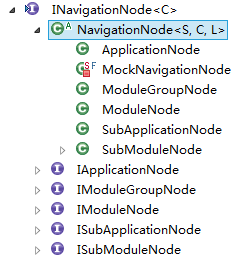 INavigationNode<C>
NavigationNode<S, C, L>
ApplicationNode
MockNavigationNode
ModuleGroupNode
ModuleNode
SubApplicationNode
SubModuleNode
IApplicationNode
IModuleGroupNode
IModuleNode
ISubApplicationNode
ISubModuleNode